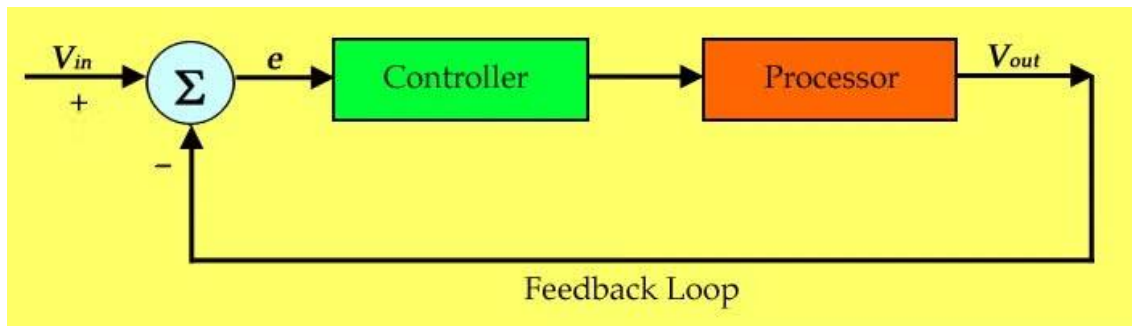 Vin
e
Controller
Processor
Vout
+
Σ
−
Feedback Loop